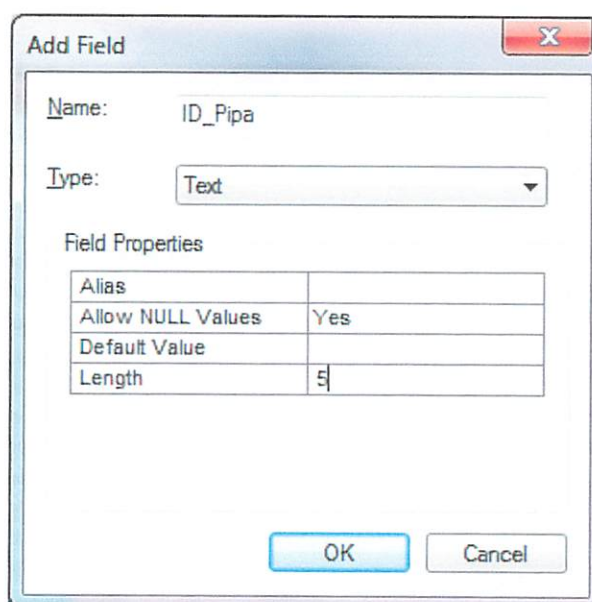 Add Field
Name: ID_Pipa
Type: Text
Field Properties
Alias
Allow NULL Values Yes
Default Value
Length 5
OK Cancel